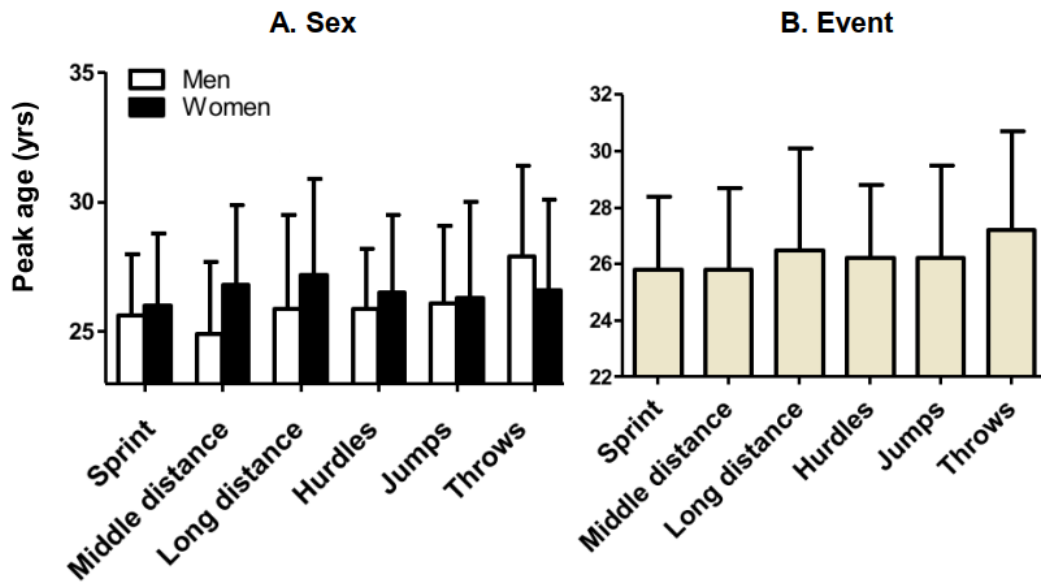 A. Sex
Peak age (yrs)
35
30
25
Men
Women
Sprint
Middle distance
Long distance
Hurdles
Jumps
Throws
B. Event
32
30
28
26
24
22
Sprint
Middle distance
Long distance
Hurdles
Jumps
Throws